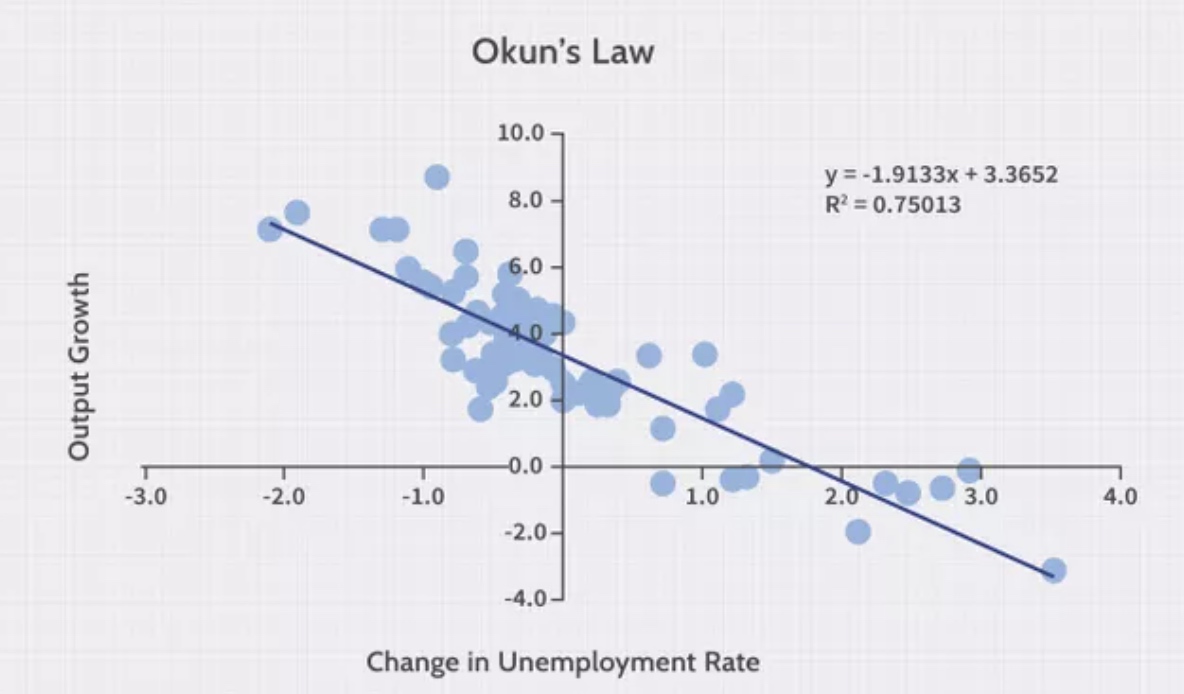 Okun's Law
10.0
y = -1.9133x + 3.3652
8.0
R² = 0.75013
6.0
4.0
Output Growth
2.0
0.0
-3.0 -2.0 -1.0 1.0 2.0 3.0 4.0
-2.0
-4.0
Change in Unemployment Rate